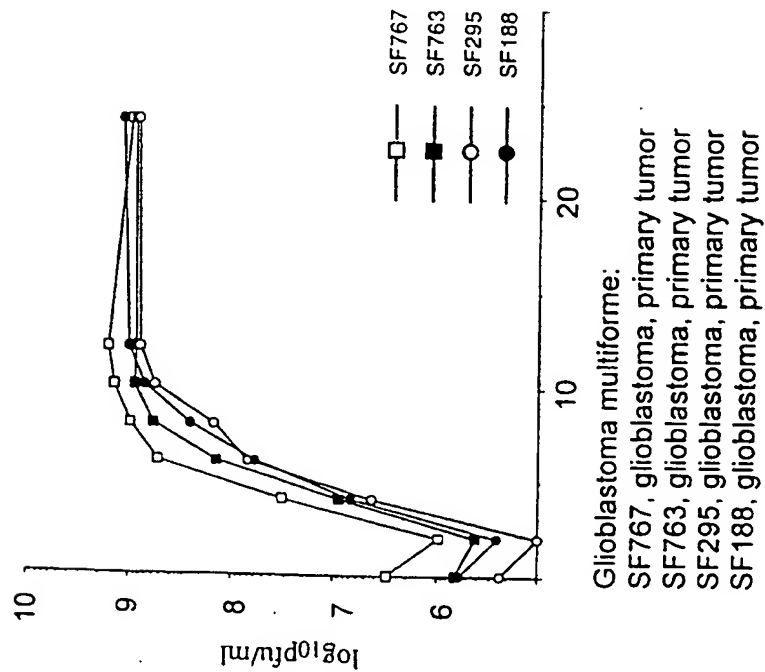 10
9
8
7
6
log10pfu/ml
10
20
SF767
SF763
SF295
SF188
Glioblastoma multiforme:
SF767, glioblastoma, primary tumor
SF763, glioblastoma, primary tumor
SF295, glioblastoma, primary tumor
SF188, glioblastoma, primary tumor